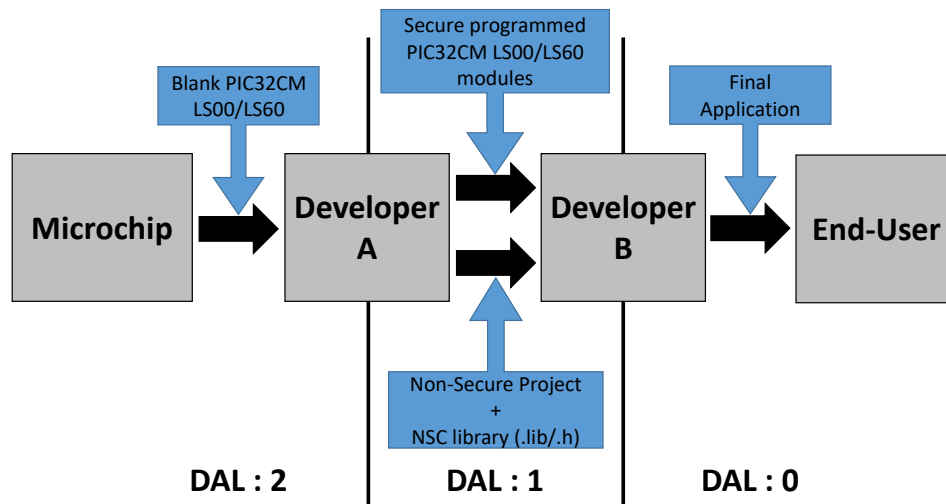 Blank PIC32CM
LS00/LS60
Secure programmed
PIC32CM LS00/LS60
modules
Final
Application
Microchip
Developer
A
Developer
B
End-User
Non-Secure Project
+
NSC library (.lib/.h)
DAL : 2
DAL : 1
DAL : 0